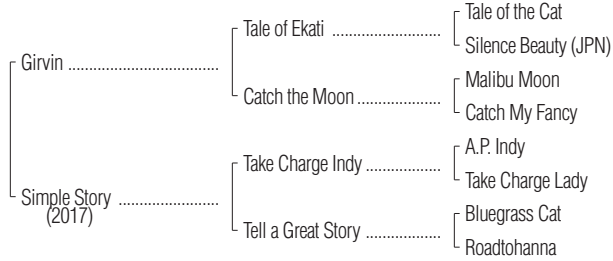 Tale of the Cat
Tale of Ekati ........................
Silence Beauty (JPN)
Girvin ............................................
Malibu Moon
Catch the Moon .........................
Catch My Fancy
A.P. Indy
Take Charge Indy ......................
Take Charge Lady
Simple Story .............................
(2017)
Bluegrass Cat
Tell a Great Story ......................
Roadtohanna